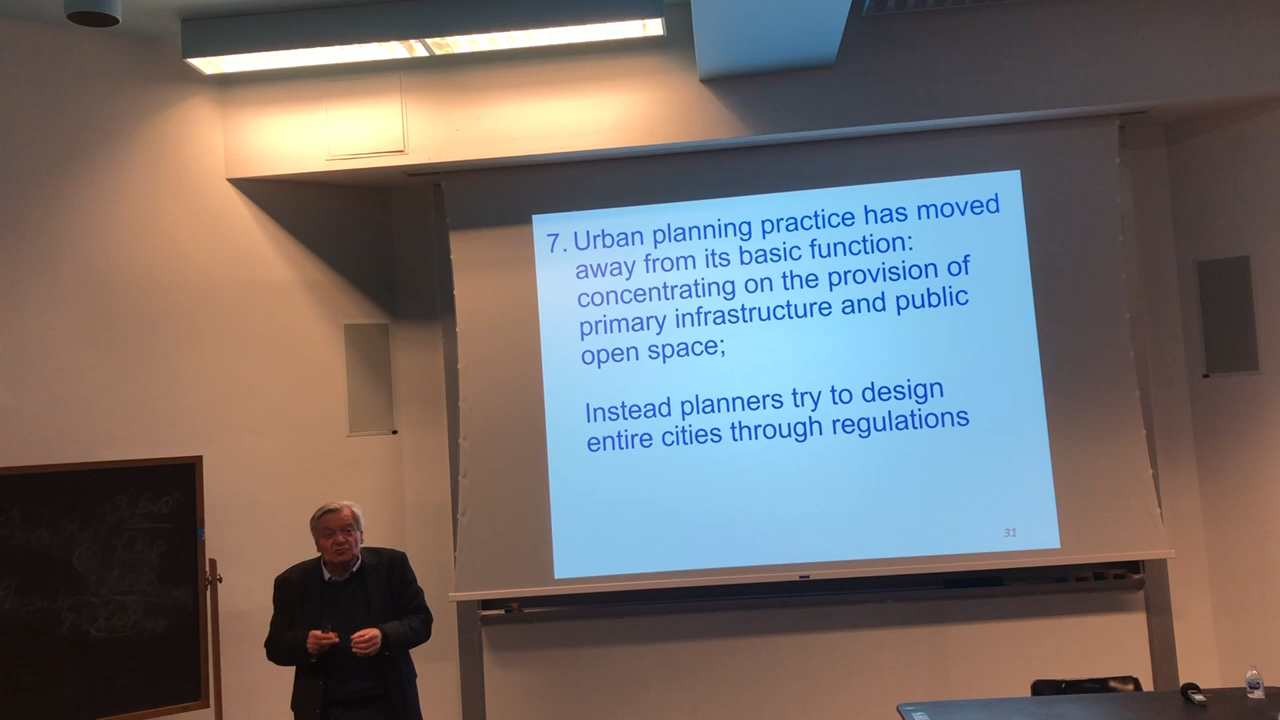 7. Urban planning practice has moved
away from its basic function:
concentrating on the provision of
primary infrastructure and public
open space;
Instead planners try to design
entire cities through regulations
31